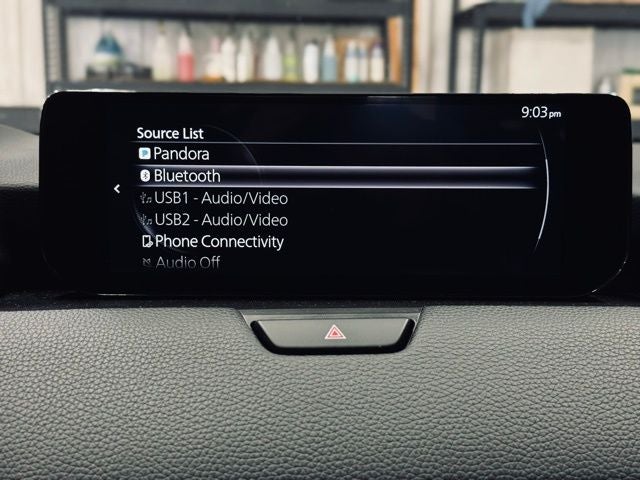 9:03pm
Source List
Pandora
Bluetooth
USB1 - Audio/Video
USB2 - Audio/Video
Phone Connectivity
Audio Off